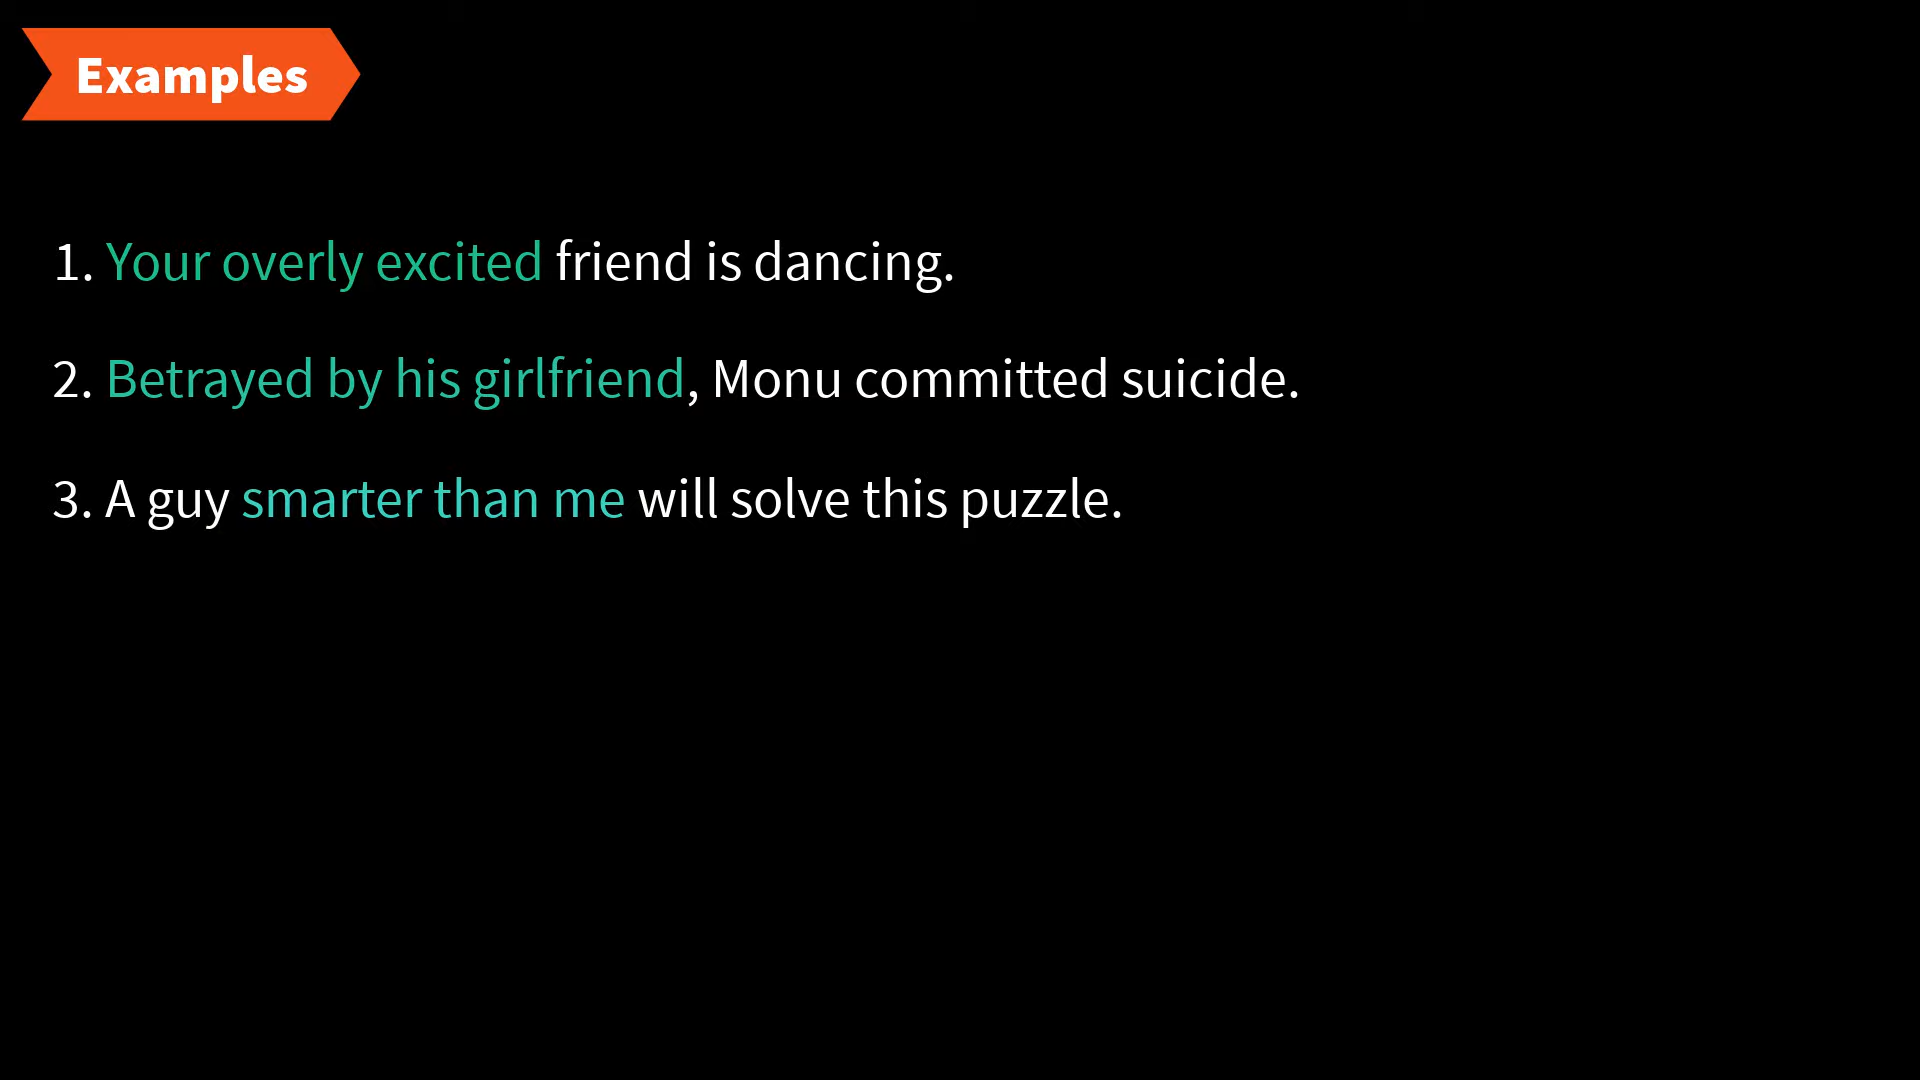 Examples
1. Your overly excited friend is dancing.
2. Betrayed by his girlfriend, Monu committed suicide.
3. A guy smarter than me will solve this puzzle.